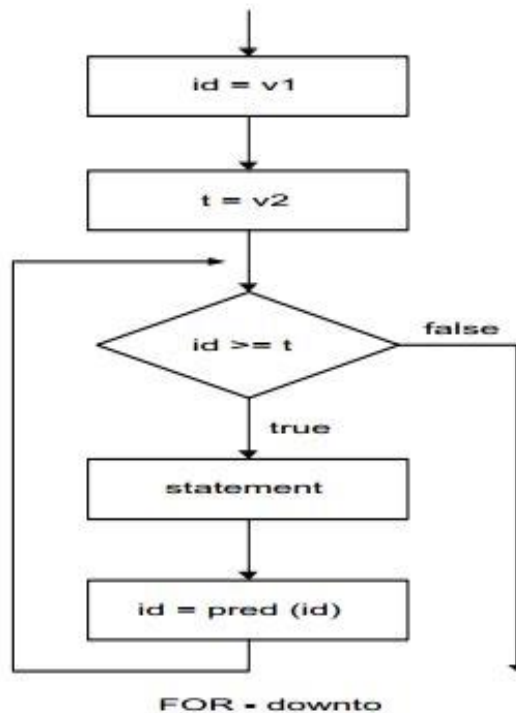 id = v1
t = v2
id >= t
false
true
statement
id = pred (id)
FOR - downto